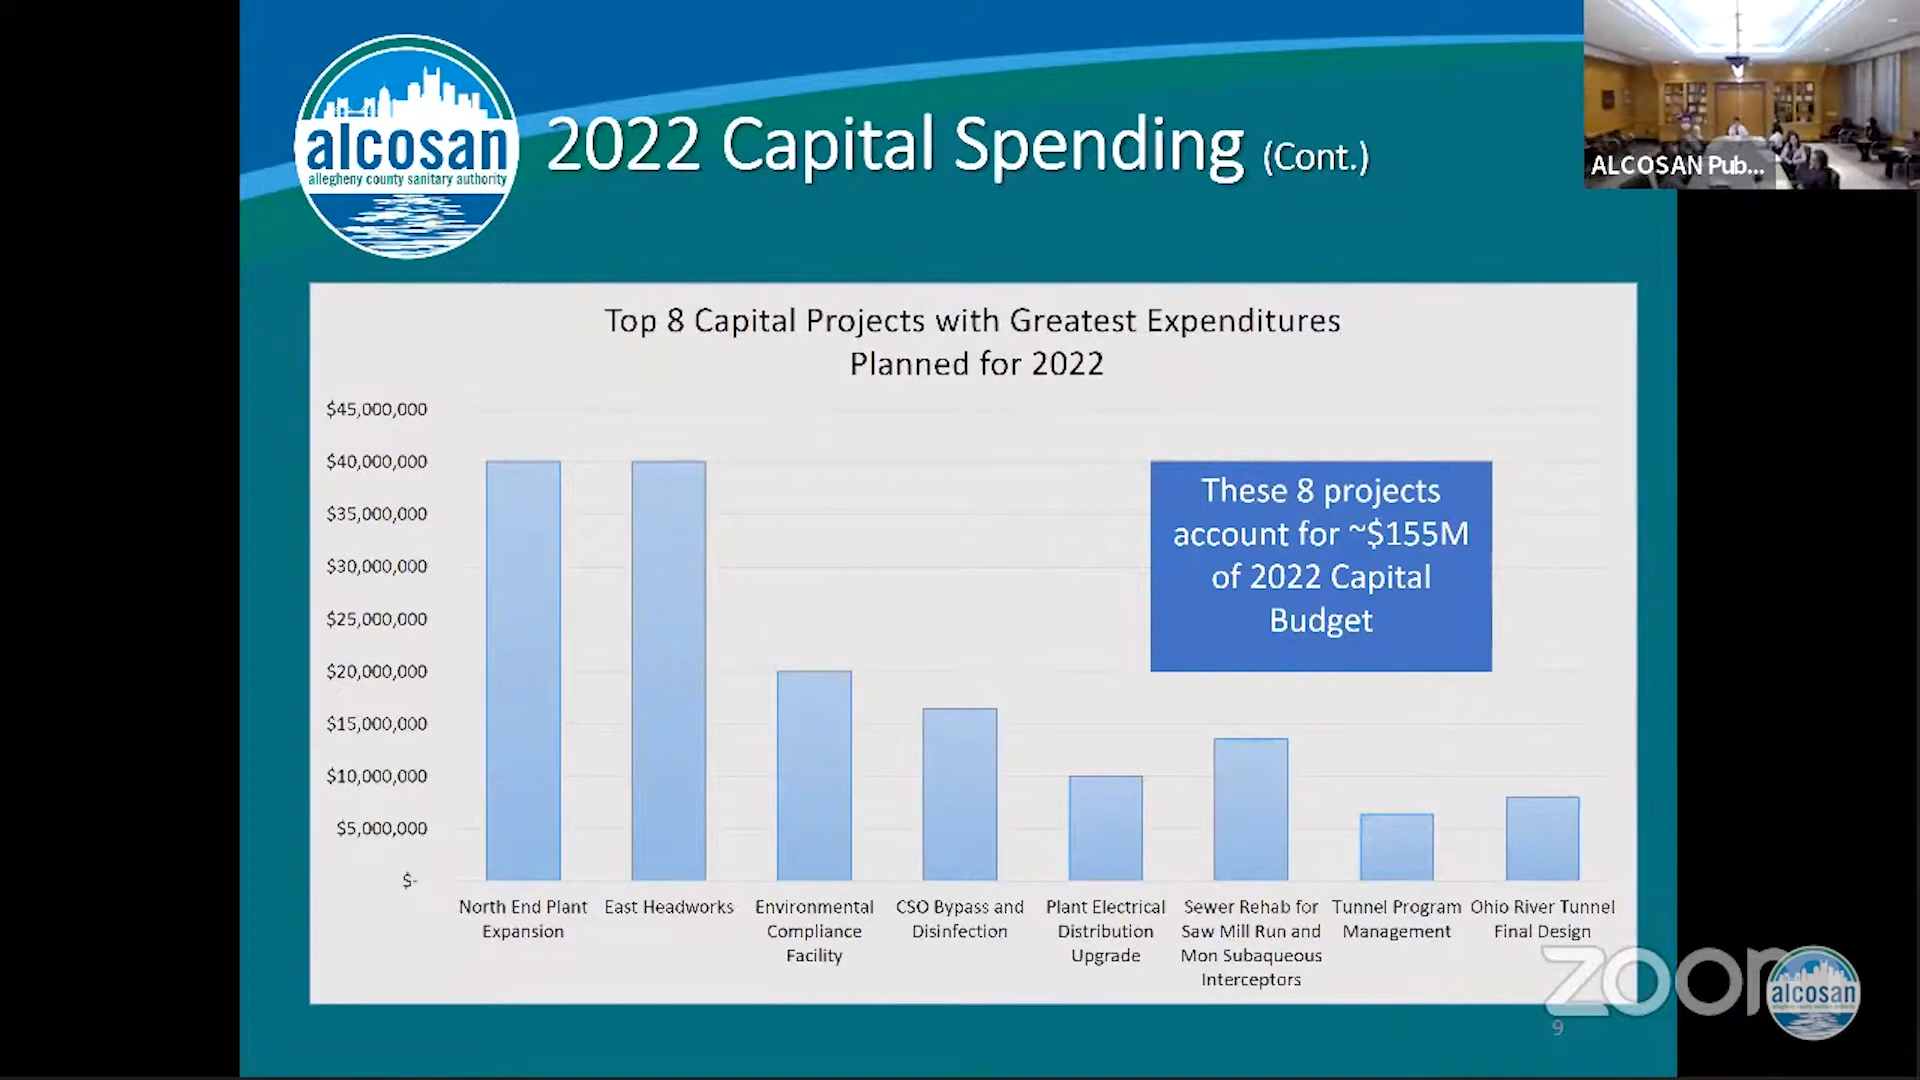 alcosan
allegheny county sanitary authority
2022 Capital Spending (Cont.)
ALCOSAN Pub...
Top 8 Capital Projects with Greatest Expenditures
Planned for 2022
$45,000,000
$40,000,000
$35,000,000
$30,000,000
$25,000,000
$20,000,000
$15,000,000
$10,000,000
$5,000,000
$-
These 8 projects
account for ~$155M
of 2022 Capital
Budget
North End Plant
Expansion
East Headworks
Environmental
Compliance
Facility
CSO Bypass and
Disinfection
Plant Electrical
Distribution
Upgrade
Sewer Rehab for
Saw Mill Run and
Mon Subaqueous
Interceptors
Tunnel Program
Management
Ohio River Tunnel
Final Design
zoom
alcosan
allegheny county sanitary authority
9